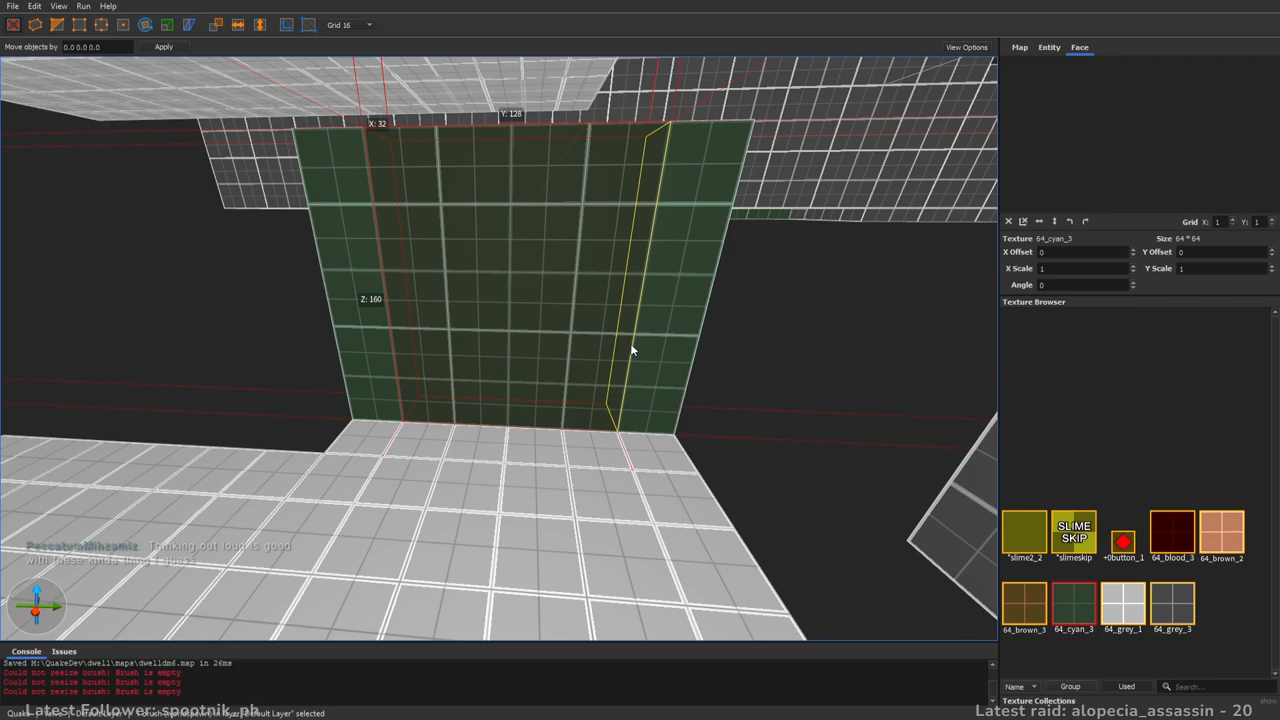 File Edit View Run Help
Grid 16
Move objects by 0.0 0.0 0.0 Apply View Options
Map Entity Face
X: 32
Y: 128
Z: 160
Grid X: 1 Y: 1
Texture 64_cyan_3 Size 64 * 64
X Offset 0 Y Offset 0
X Scale 1 Y Scale 1
Angle 0
Texture Browser
SLIME
SKIP
*slime2_2 *slimeskip +0button_1 64_blood_3 64_brown_2
64_brown_3 64_cyan_3 64_grey_1 64_grey_3
Thinking out loud is good
with these kinda thing I guess
Console Issues
Saved M:\QuakeDev\dwell\maps\dwelldm6.map in 26ms
Could not resize brush: Brush is empty
Could not resize brush: Brush is empty
Could not resize brush: Brush is empty
Name Group Used Search...
Texture Collections show
Latest Follower: spootnik_ph
Latest raid: alopecia_assassin - 20